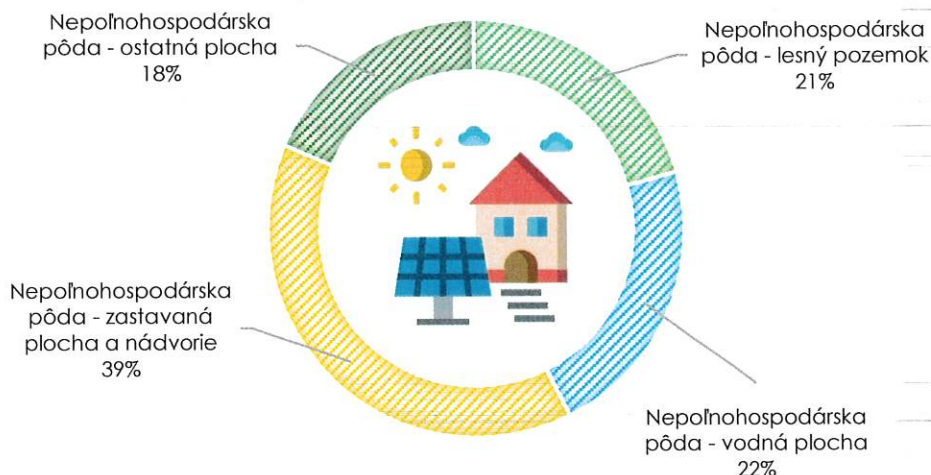 Nepoľnohospodárska
pôda - ostatná plocha
18%
Nepoľnohospodárska
pôda - lesný pozemok
21%
Nepoľnohospodárska
pôda - zastavaná
plocha a nádvorie
39%
Nepoľnohospodárska
pôda - vodná plocha
22%